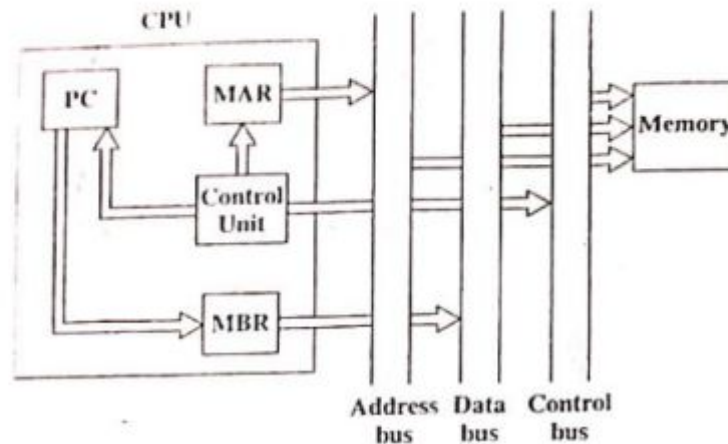 CPU
PC
MAR
Memory
Control
Unit
MBR
Address Data Control
bus bus bus